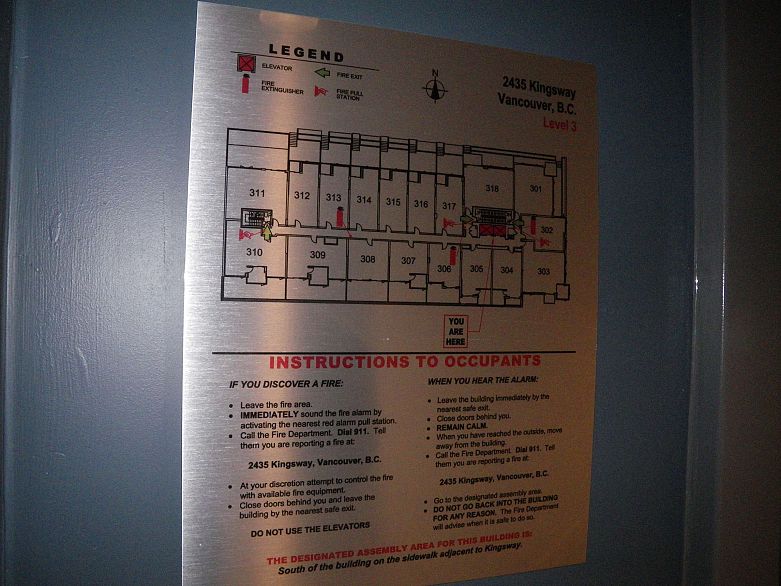 LEGEND
ELEVATOR
FIRE EXIT
FIRE
EXTINGUISHER
FIRE PULL
STATION
N
2435 Kingsway
Vancouver, B.C.
Level 3
311
312
313
314
315
316
317
318
301
302
310
309
308
307
306
305
304
303
YOU
ARE
HERE
INSTRUCTIONS TO OCCUPANTS
IF YOU DISCOVER A FIRE:
• Leave the fire area.
• IMMEDIATELY sound the fire alarm by
activating the nearest red alarm pull station.
• Call the Fire Department. Dial 911. Tell
them you are reporting a fire at:
2435 Kingsway, Vancouver, B.C.
• At your discretion attempt to control the fire
with available fire equipment.
• Close doors behind you and leave the
building by the nearest safe exit.
DO NOT USE THE ELEVATORS
WHEN YOU HEAR THE ALARM:
• Leave the building immediately by the
nearest safe exit.
• Close doors behind you.
• REMAIN CALM.
• When you have reached the outside, move
away from the building.
• Call the Fire Department. Dial 911. Tell
them you are reporting a fire at:
2435 Kingsway, Vancouver, B.C.
• Go to the designated assembly area.
• DO NOT GO BACK INTO THE BUILDING
FOR ANY REASON. The Fire Department
will advise when it is safe to do so.
THE DESIGNATED ASSEMBLY AREA FOR THIS BUILDING IS:
South of the building on the sidewalk adjacent to Kingsway.